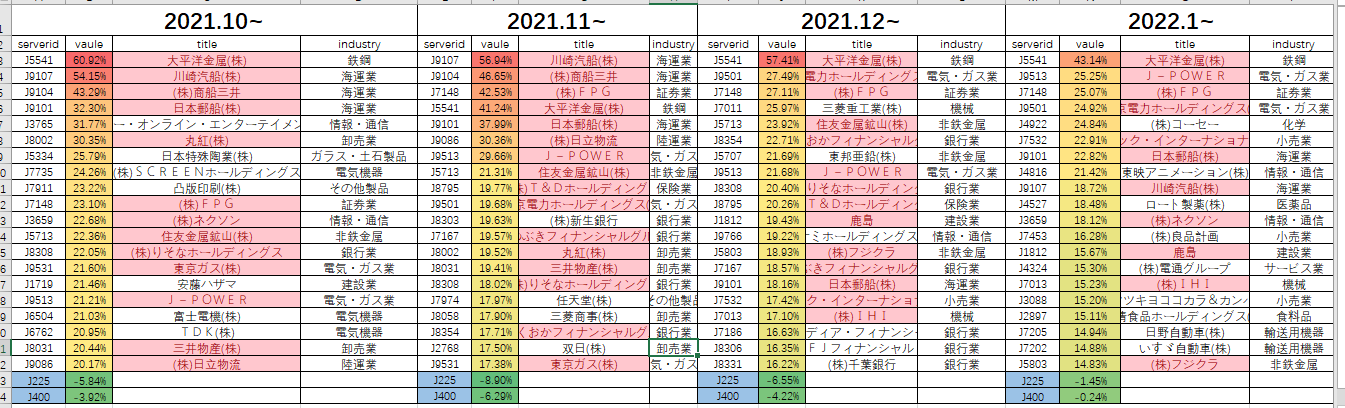 2021.10~ 2021.11~ 2021.12~ 2022.1~
serverid vaule title industry serverid vaule title industry serverid vaule title industry serverid vaule title industry
J5541 60.92% 大平洋金属(株) 鉄鋼 J9107 56.94% 川崎汽船(株) 海運業 J5541 57.41% 大平洋金属(株) 鉄鋼 J5541 43.14% 大平洋金属(株) 鉄鋼
J9107 54.15% 川崎汽船(株) 海運業 J9104 46.65% (株)商船三井 海運業 J9501 27.49% 電力ホールディングス 電気・ガス業 J9513 25.25% Ｊ－ＰＯＷＥＲ 電気・ガス業
J9104 43.29% (株)商船三井 海運業 J7148 42.53% (株)ＦＰＧ 証券業 J7148 27.11% (株)ＦＰＧ 証券業 J7148 25.07% (株)ＦＰＧ 証券業
J9101 32.30% 日本郵船(株) 海運業 J5541 41.24% 大平洋金属(株) 鉄鋼 J7011 25.97% 三菱重工業(株) 機械 J9501 24.92% 京電力ホールディングス( 電気・ガス業
J3765 31.77% ー・オンライン・エンターテイメン 情報・通信 J9101 37.99% 日本郵船(株) 海運業 J5713 23.92% 住友金属鉱山(株) 非鉄金属 J4922 24.84% (株)コーセー 化学
J8002 30.35% 丸紅(株) 卸売業 J9086 30.36% (株)日立物流 陸運業 J8354 22.71% おかフィナンシャルグ 銀行業 J7532 22.91% ック・インターナショナ 小売業
J5334 25.79% 日本特殊陶業(株) ガラス・土石製品 J9513 29.66% Ｊ－ＰＯＷＥＲ 気・ガス J5707 21.69% 東邦亜鉛(株) 非鉄金属 J9101 22.82% 日本郵船(株) 海運業
J7735 24.26% (株)ＳＣＲＥＥＮホールディングス 電気機器 J5713 21.31% 住友金属鉱山(株) 非鉄金属 J9513 21.68% Ｊ－ＰＯＷＥＲ 電気・ガス業 J4816 21.42% 東映アニメーション(株) 情報・通信
J7911 23.22% 凸版印刷(株) その他製品 J8795 19.77% 株)Ｔ＆Ｄホールディング 保険業 J8308 20.40% りそなホールディン 銀行業 J9107 18.72% 川崎汽船(株) 海運業
J7148 23.10% (株)ＦＰＧ 証券業 J9501 19.68% 京電力ホールディングス( 気・ガス J8795 20.26% Ｔ＆Ｄホールディング 保険業 J4527 18.48% ロート製薬(株) 医薬品
J3659 22.68% (株)ネクソン 情報・通信 J8303 19.63% (株)新生銀行 銀行業 J1812 19.43% 鹿島 建設業 J3659 18.12% (株)ネクソン 情報・通信
J5713 22.36% 住友金属鉱山(株) 非鉄金属 J7167 19.57% ぶきフィナンシャルグル 銀行業 J9766 19.22% ミホールディングス 情報・通信 J7453 16.28% (株)良品計画 小売業
J8308 22.05% (株)りそなホールディングス 銀行業 J8002 19.52% 丸紅(株) 卸売業 J5803 18.93% (株)フジクラ 非鉄金属 J1812 15.67% 鹿島 建設業
J9531 21.60% 東京ガス(株) 電気・ガス業 J8031 19.41% 三井物産(株) 卸売業 J7167 18.57% ぶきフィナンシャルグ 銀行業 J4324 15.30% (株)電通グループ サービス業
J1719 21.46% 安藤ハザマ 建設業 J8308 18.02% 株)りそなホールディング 銀行業 J9101 18.16% 日本郵船(株) 海運業 J7013 15.23% (株)ＩＨＩ 機械
J9513 21.21% Ｊ－ＰＯＷＥＲ 電気・ガス業 J7974 17.97% 任天堂(株) その他製品 J7532 17.42% ク・インターナショ 小売業 J3088 15.20% ツキヨココカラ＆カンパ 小売業
J6504 21.03% 富士電機(株) 電気機器 J8058 17.90% 三菱商事(株) 卸売業 J7013 17.10% (株)ＩＨＩ 機械 J2897 15.11% 清食品ホールディングス 食料品
J6762 20.95% ＴＤＫ(株) 電気機器 J8354 17.71% くおかフィナンシャルグ 銀行業 J7186 16.63% ディア・フィナンシ 銀行業 J7205 14.94% 日野自動車(株) 輸送用機器
J8031 20.44% 三井物産(株) 卸売業 J2768 17.50% 双日(株) 卸売業 J8306 16.35% ＦＪフィナンシャル 銀行業 J7202 14.88% いすゞ自動車(株) 輸送用機器
J9086 20.17% (株)日立物流 陸運業 J9531 17.38% 東京ガス(株) 気・ガス J8331 16.22% (株)千葉銀行 銀行業 J5803 14.83% (株)フジクラ 非鉄金属
J225 -5.84% J225 -8.90% J225 -6.55% J225 -1.45%
J400 -3.92% J400 -6.29% J400 -4.22% J400 -0.24%